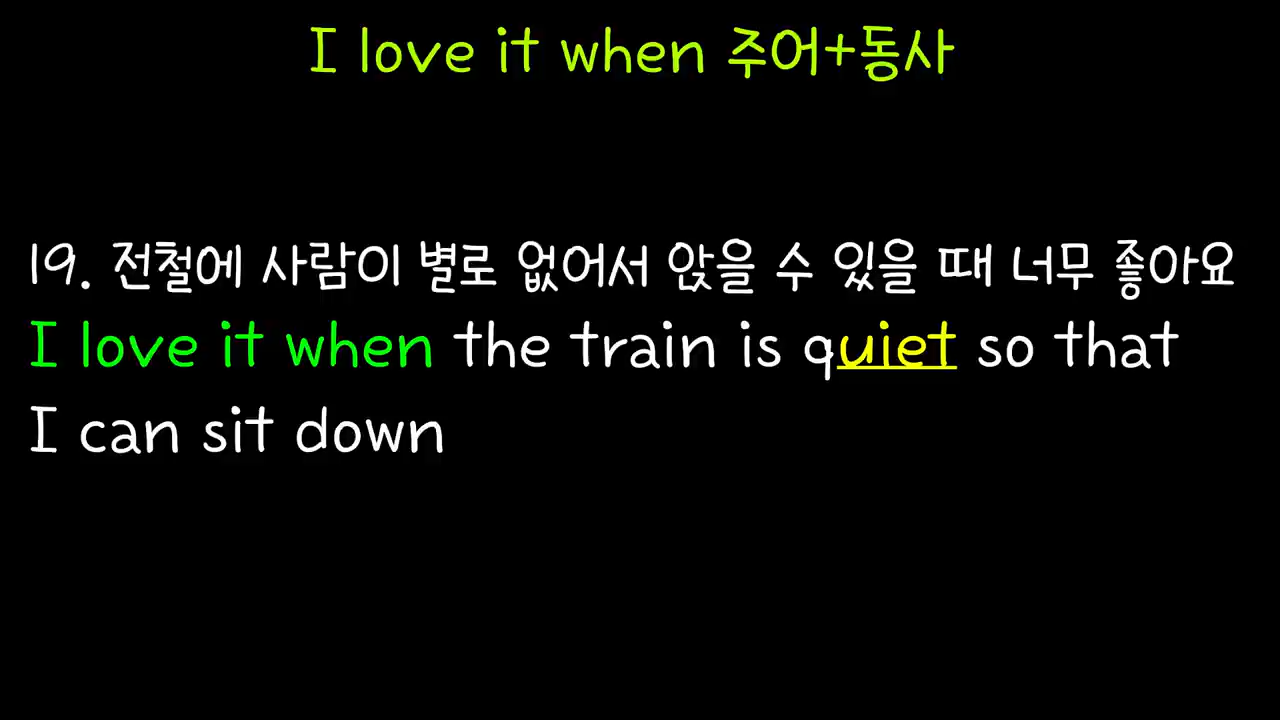 I love it when 주어+동사
19. 전철에 사람이 별로 없어서 앉을 수 있을 때 너무 좋아요
I love it when the train is quiet so that
I can sit down